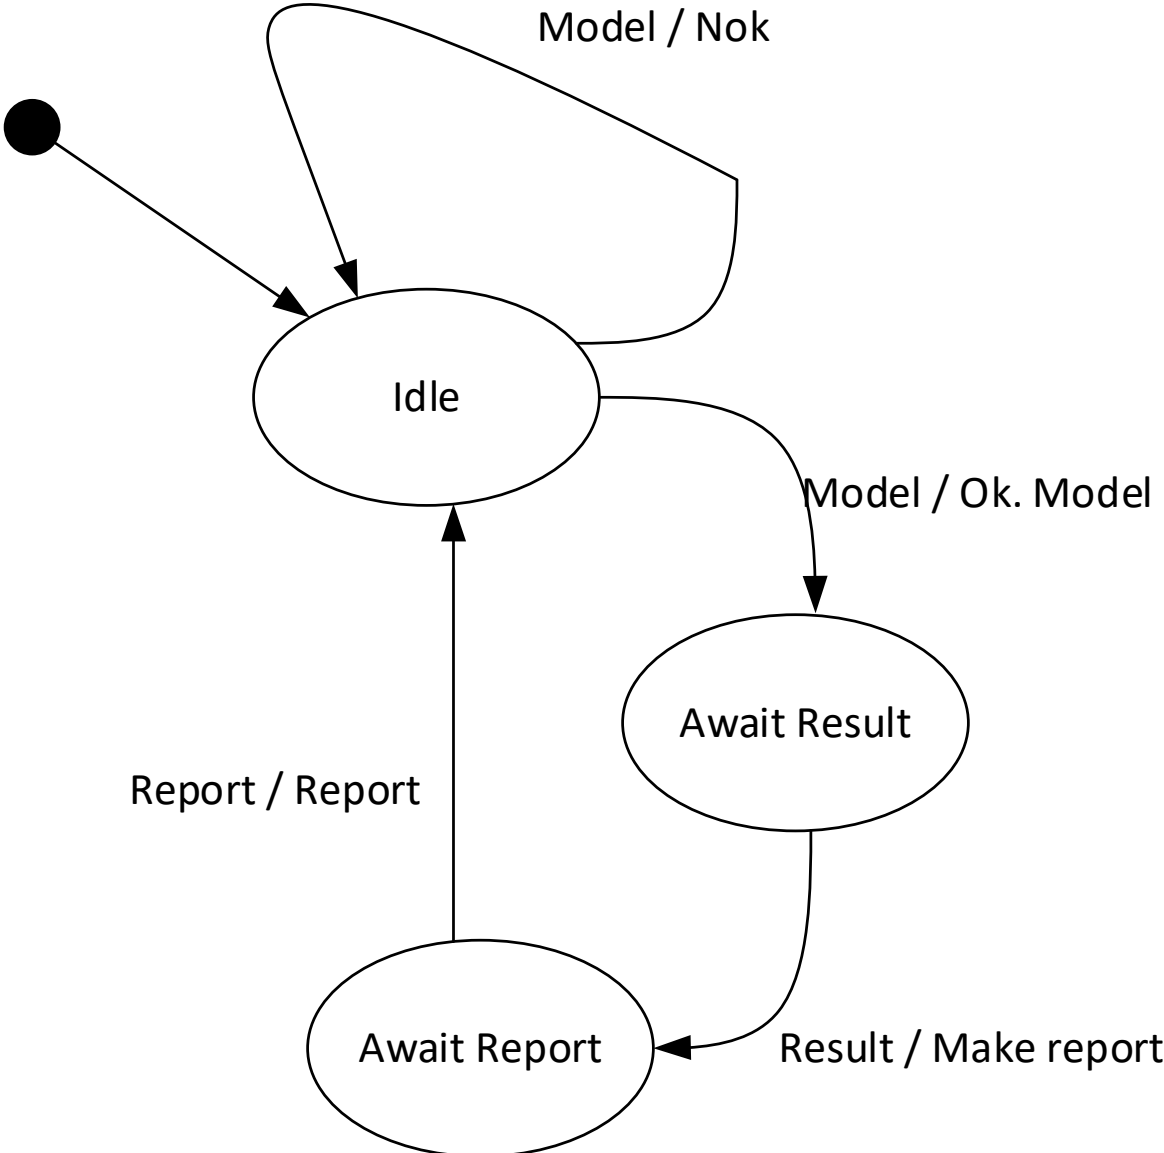 Model / Nok
Idle
Model / Ok. Model
Await Result
Report / Report
Await Report
Result / Make report